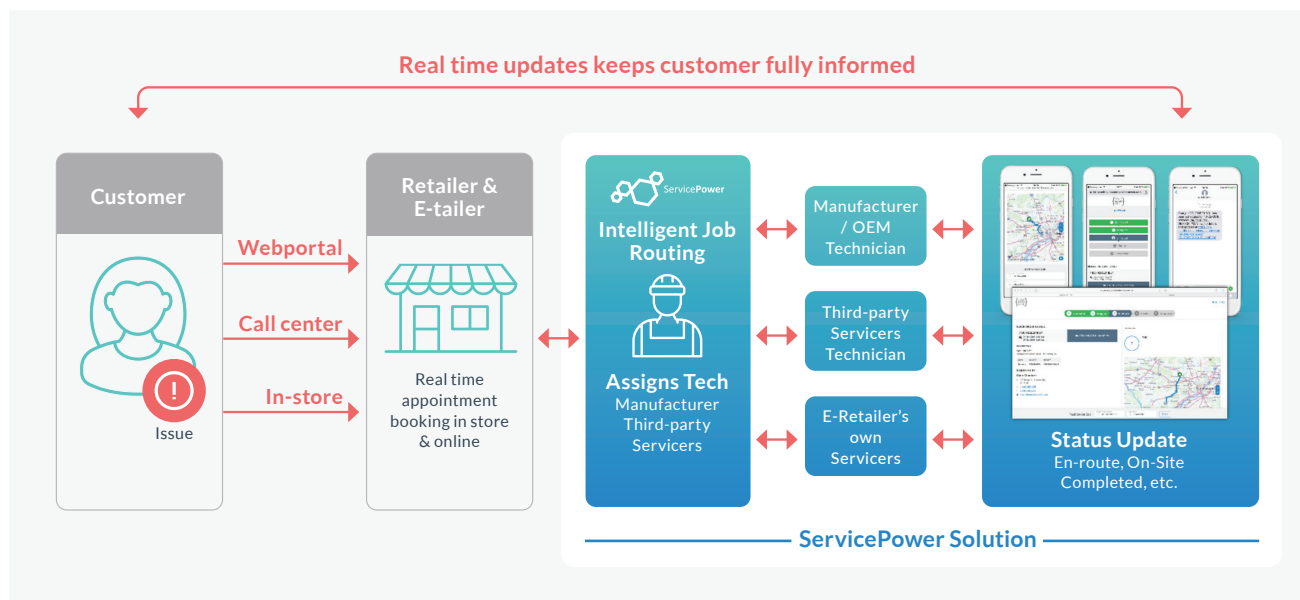 Real time updates keeps customer fully informed
Customer
Issue
Webportal
Call center
In-store
Retailer &
E-tailer
Real time
appointment
booking in store
& online
ServicePower
Intelligent Job
Routing
Assigns Tech
Manufacturer
Third-party
Servicers
Manufacturer
/ OEM
Technician
Third-party
Servicers
Technician
E-Retailer's
own
Servicers
Status Update
En-route, On-Site
Completed, etc.
ServicePower Solution